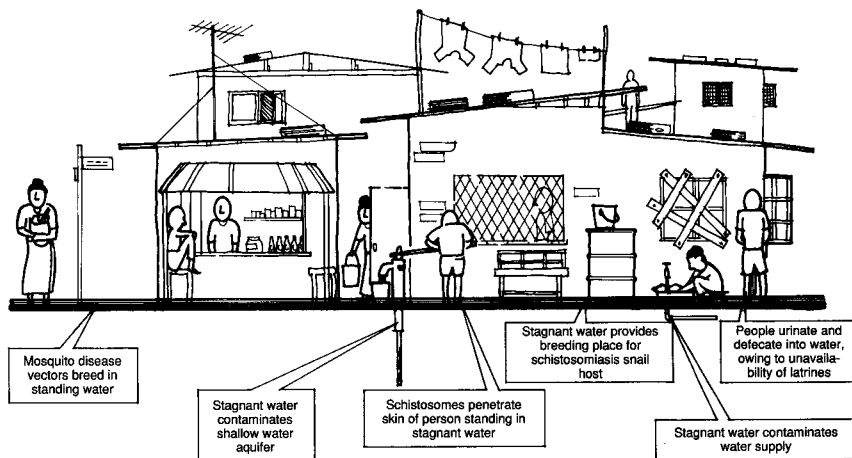 Mosquito disease
vectors breed in
standing water
Stagnant water
contaminates
shallow water
aquifer
Schistosomes penetrate
skin of person standing in
stagnant water
Stagnant water provides
breeding place for
schistosomiasis snail
host
Stagnant water contaminates
water supply
People urinate and
defecate into water,
owing to unavaila-
bility of latrines